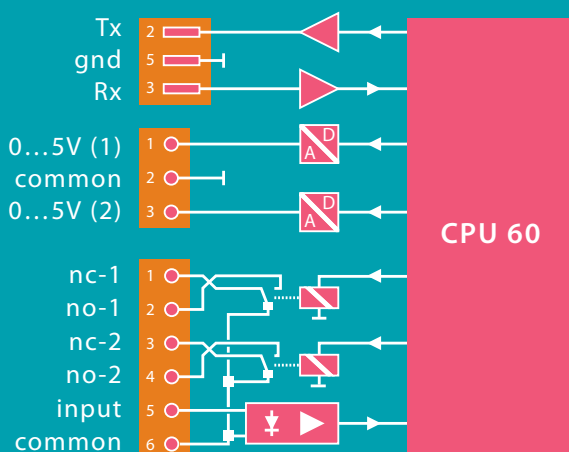 Tx 2
gnd 5
Rx 3
0...5V (1) 1 D A
common 2
0...5V (2) 3 D A
CPU 60
nc-1 1
no-1 2
nc-2 3
no-2 4
input 5
common 6